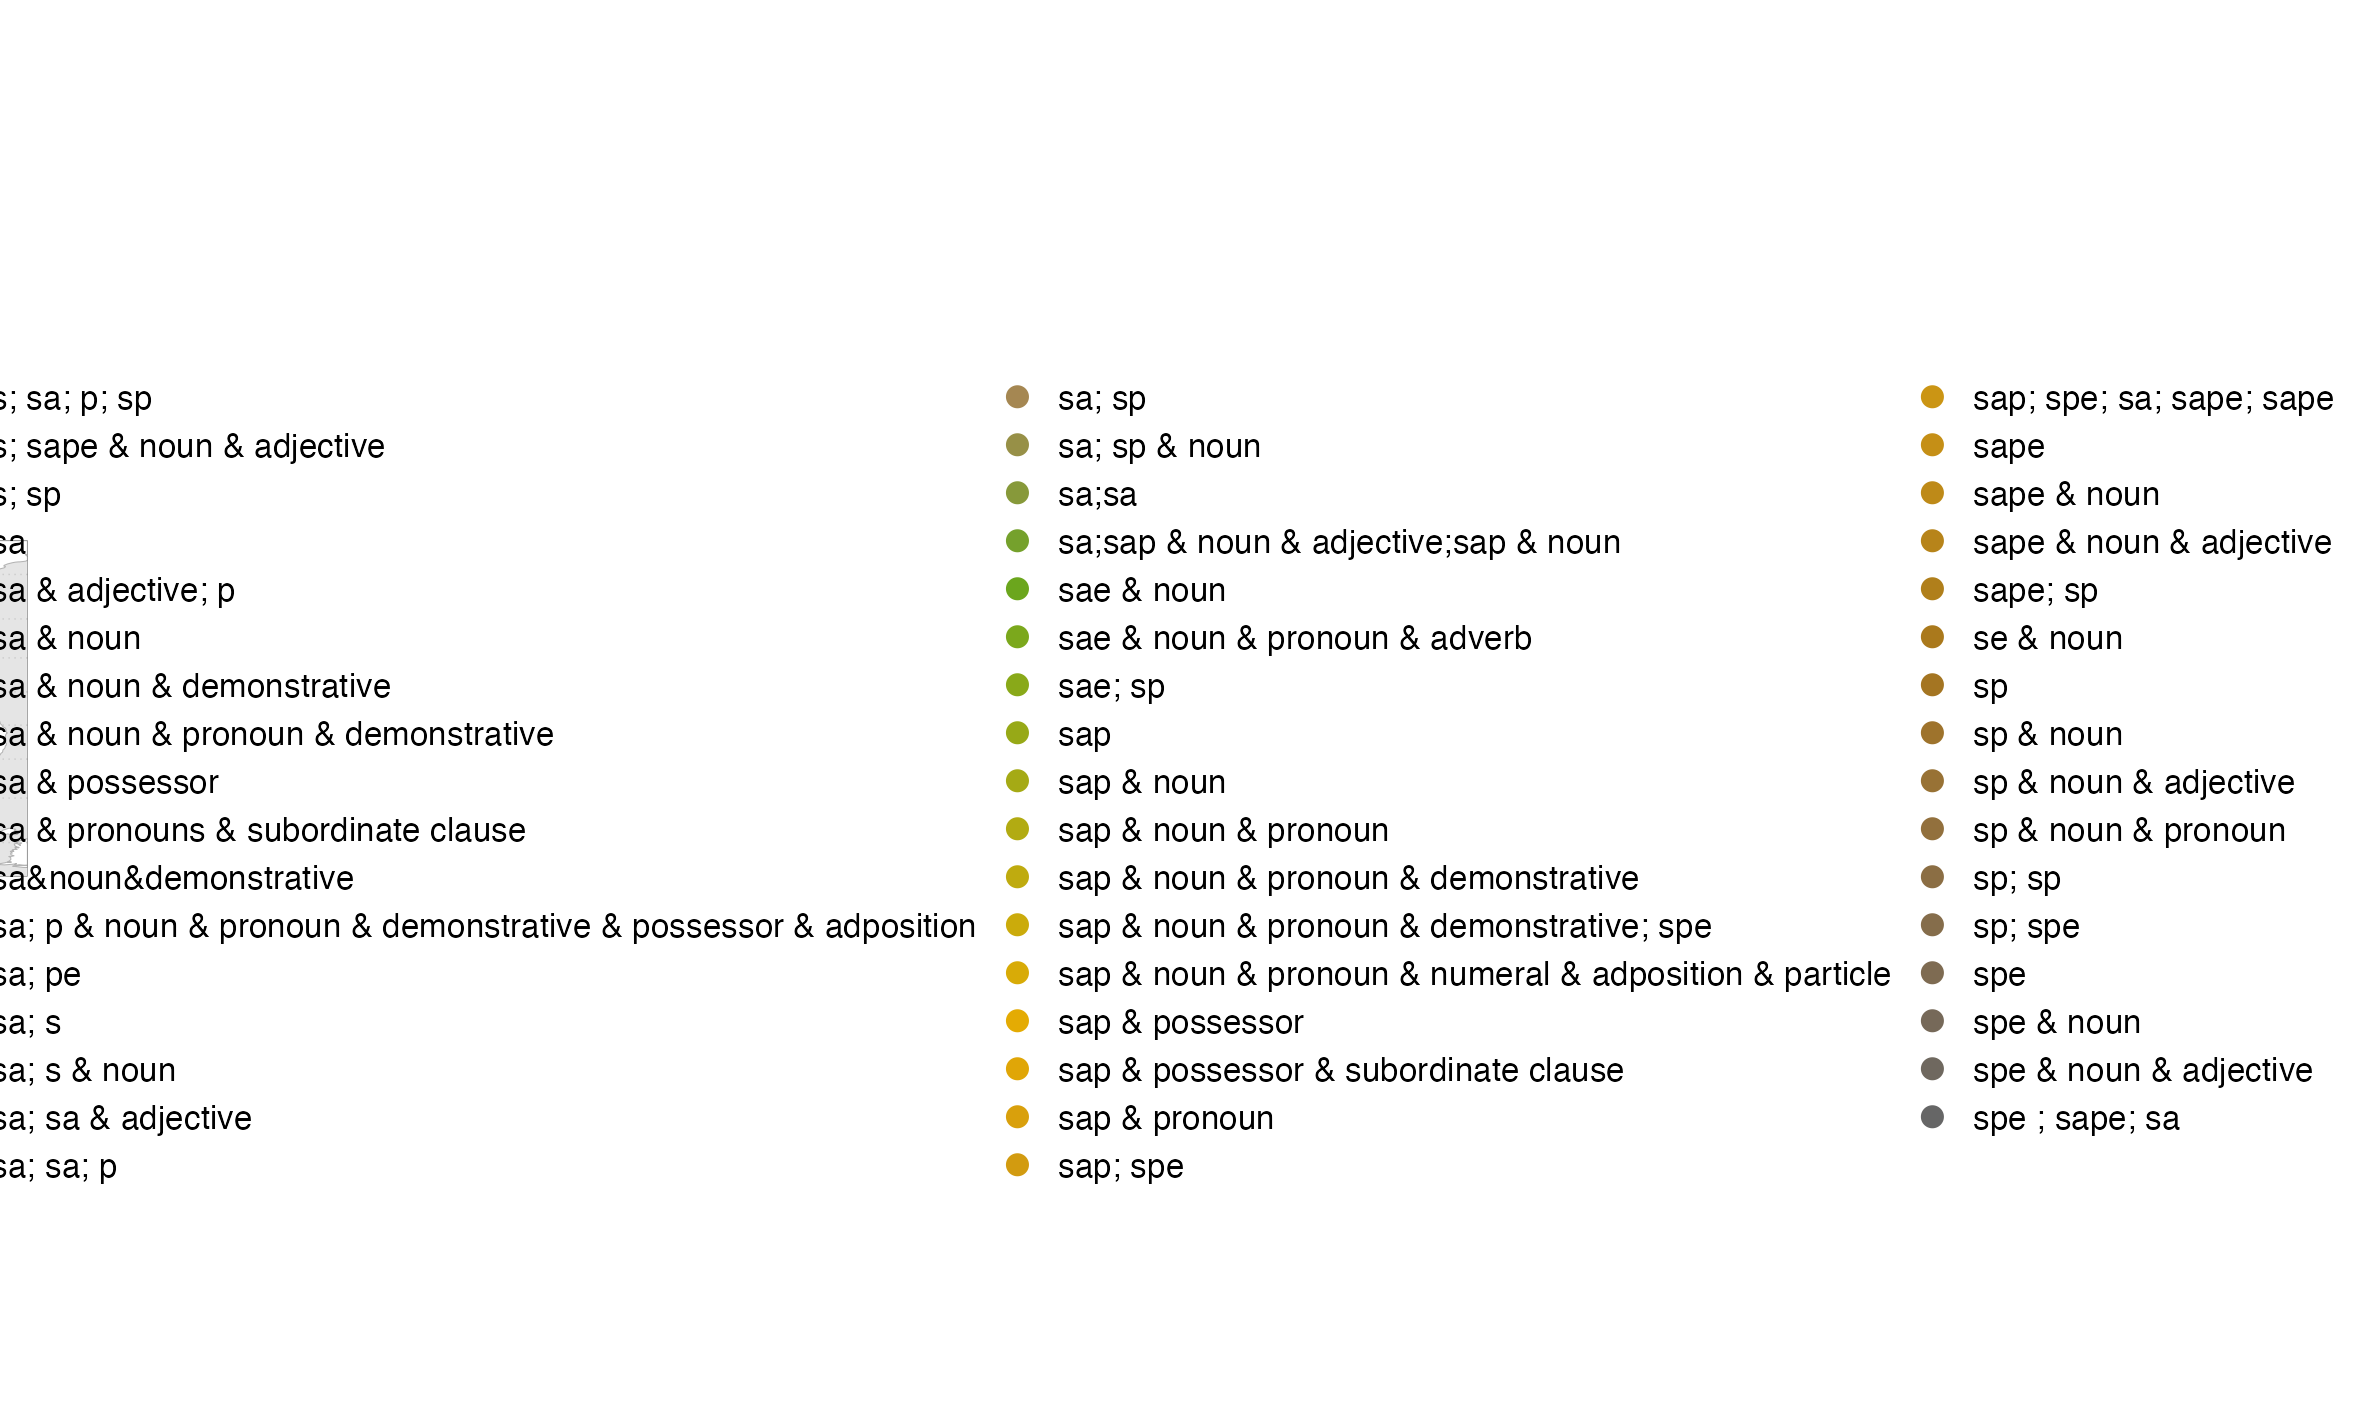 s; sa; p; sp
s; sape & noun & adjective
s; sp
sa
sa & adjective; p
sa & noun
sa & noun & demonstrative
sa & noun & pronoun & demonstrative
sa & possessor
sa & pronouns & subordinate clause
sa&noun&demonstrative
sa; p & noun & pronoun & demonstrative & possessor & adposition
sa; pe
sa; s
sa; s & noun
sa; sa & adjective
sa; sa; p
sa; sp
sa; sp & noun
sa;sa
sa;sap & noun & adjective;sap & noun
sae & noun
sae & noun & pronoun & adverb
sae; sp
sap
sap & noun
sap & noun & pronoun
sap & noun & pronoun & demonstrative
sap & noun & pronoun & demonstrative; spe
sap & noun & pronoun & numeral & adposition & particle
sap & possessor
sap & possessor & subordinate clause
sap & pronoun
sap; spe
sap; spe; sa; sape; sape
sape
sape & noun
sape & noun & adjective
sape; sp
se & noun
sp
sp & noun
sp & noun & adjective
sp & noun & pronoun
sp; sp
sp; spe
spe
spe & noun
spe & noun & adjective
spe ; sape; sa